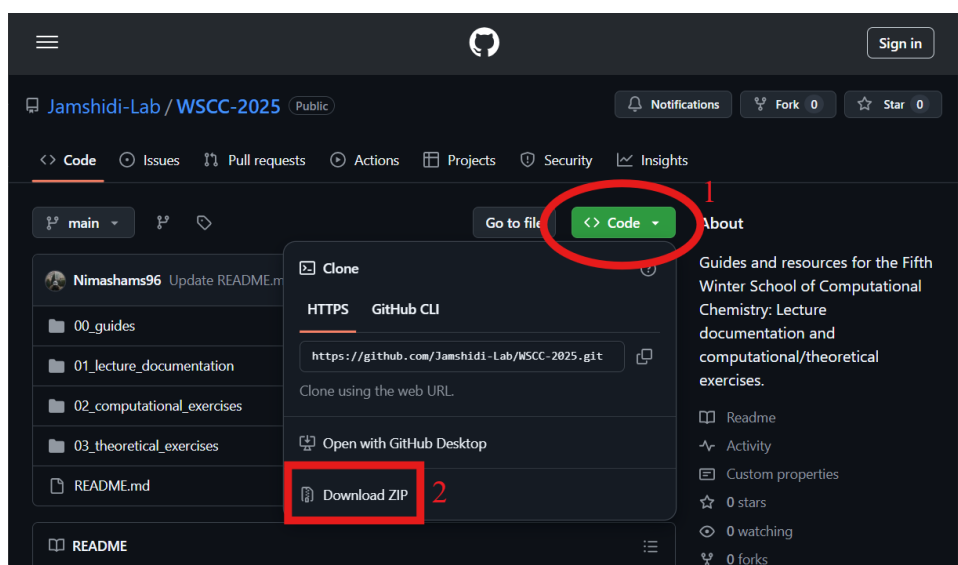 Sign in
Jamshidi-Lab / WSCC-2025 Public
Notifications Fork 0 Star 0
<> Code Issues Pull requests Actions Projects Security Insights
1
main Go to file <> Code
About
Clone
Nimashams96 Update README.m
HTTPS GitHub CLI
00_guides
https://github.com/Jamshidi-Lab/WSCC-2025.git
01_lecture_documentation
Clone using the web URL.
02_computational_exercises
Open with GitHub Desktop
03_theoretical_exercises
README.md
Download ZIP 2
README
Guides and resources for the Fifth
Winter School of Computational
Chemistry: Lecture
documentation and
computational/theoretical
exercises.
Readme
Activity
Custom properties
0 stars
0 watching
0 forks